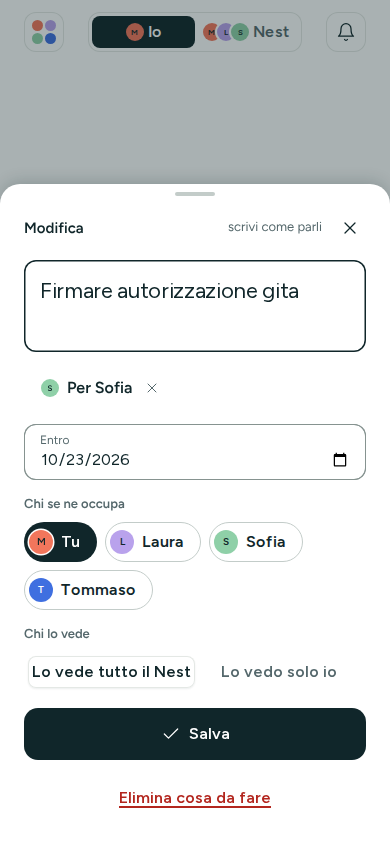 M Io
M L S Nest
Modifica
scrivi come parli
Firmare autorizzazione gita
S Per Sofia
Entro
10/23/2026
Chi se ne occupa
M Tu
L Laura
S Sofia
T Tommaso
Chi lo vede
Lo vede tutto il Nest
Lo vedo solo io
Salva
Elimina cosa da fare